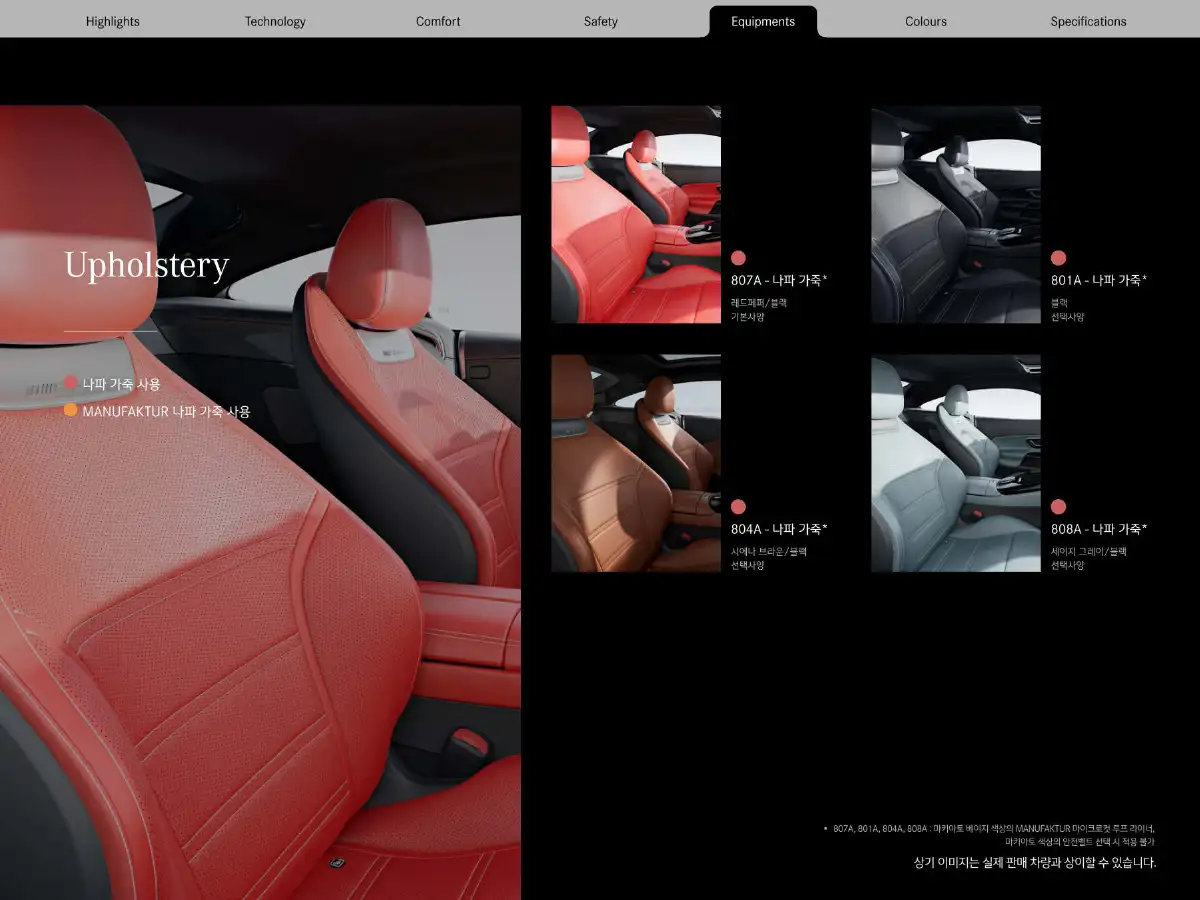 Highlights
Technology
Comfort
Safety
Equipments
Colours
Specifications
Upholstery
나파 가죽 사용
MANUFAKTUR 나파 가죽 사용
807A - 나파 가죽*
레드페퍼/블랙
기본사양
801A - 나파 가죽*
블랙
선택사양
804A - 나파 가죽*
시에나 브라운/블랙
선택사양
808A - 나파 가죽*
세이지 그레이/블랙
선택사양
* 807A, 801A, 804A, 808A : 마키아토 베이지 색상의 MANUFAKTUR 마이크로컷 루프 라이너,
마키아토 색상의 안전벨트 선택 시 적용 불가
상기 이미지는 실제 판매 차량과 상이할 수 있습니다.